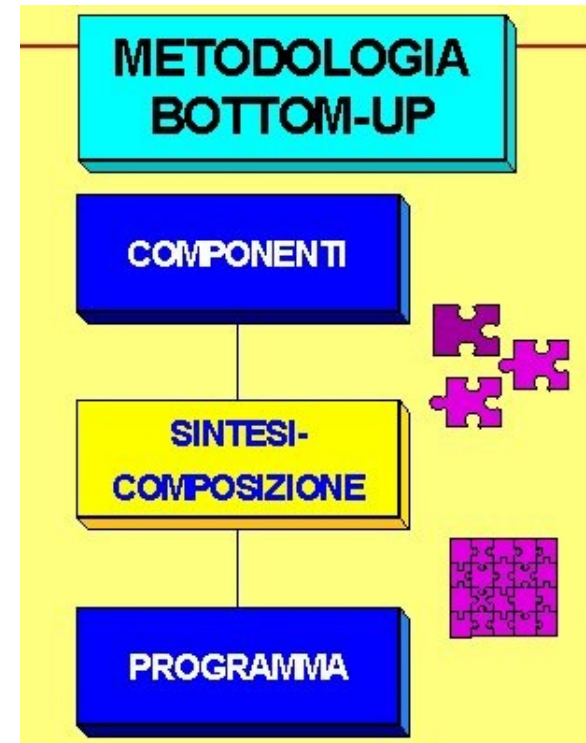 METODOLOGIA
BOTTOM-UP
COMPONENTI
SINTESI-
COMPOSIZIONE
PROGRAMMA